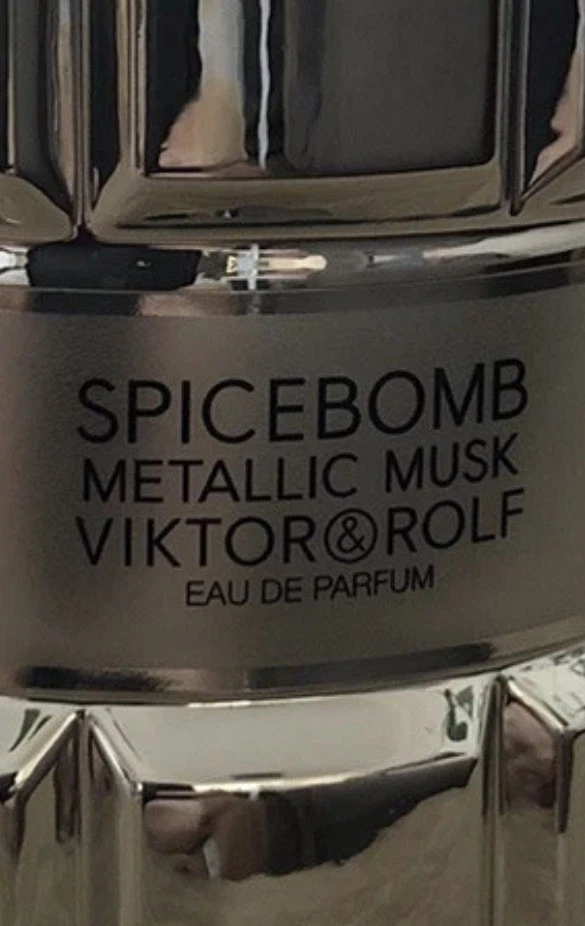 SPICEBOMB
METALLIC MUSK
VIKTOR&ROLF
EAU DE PARFUM